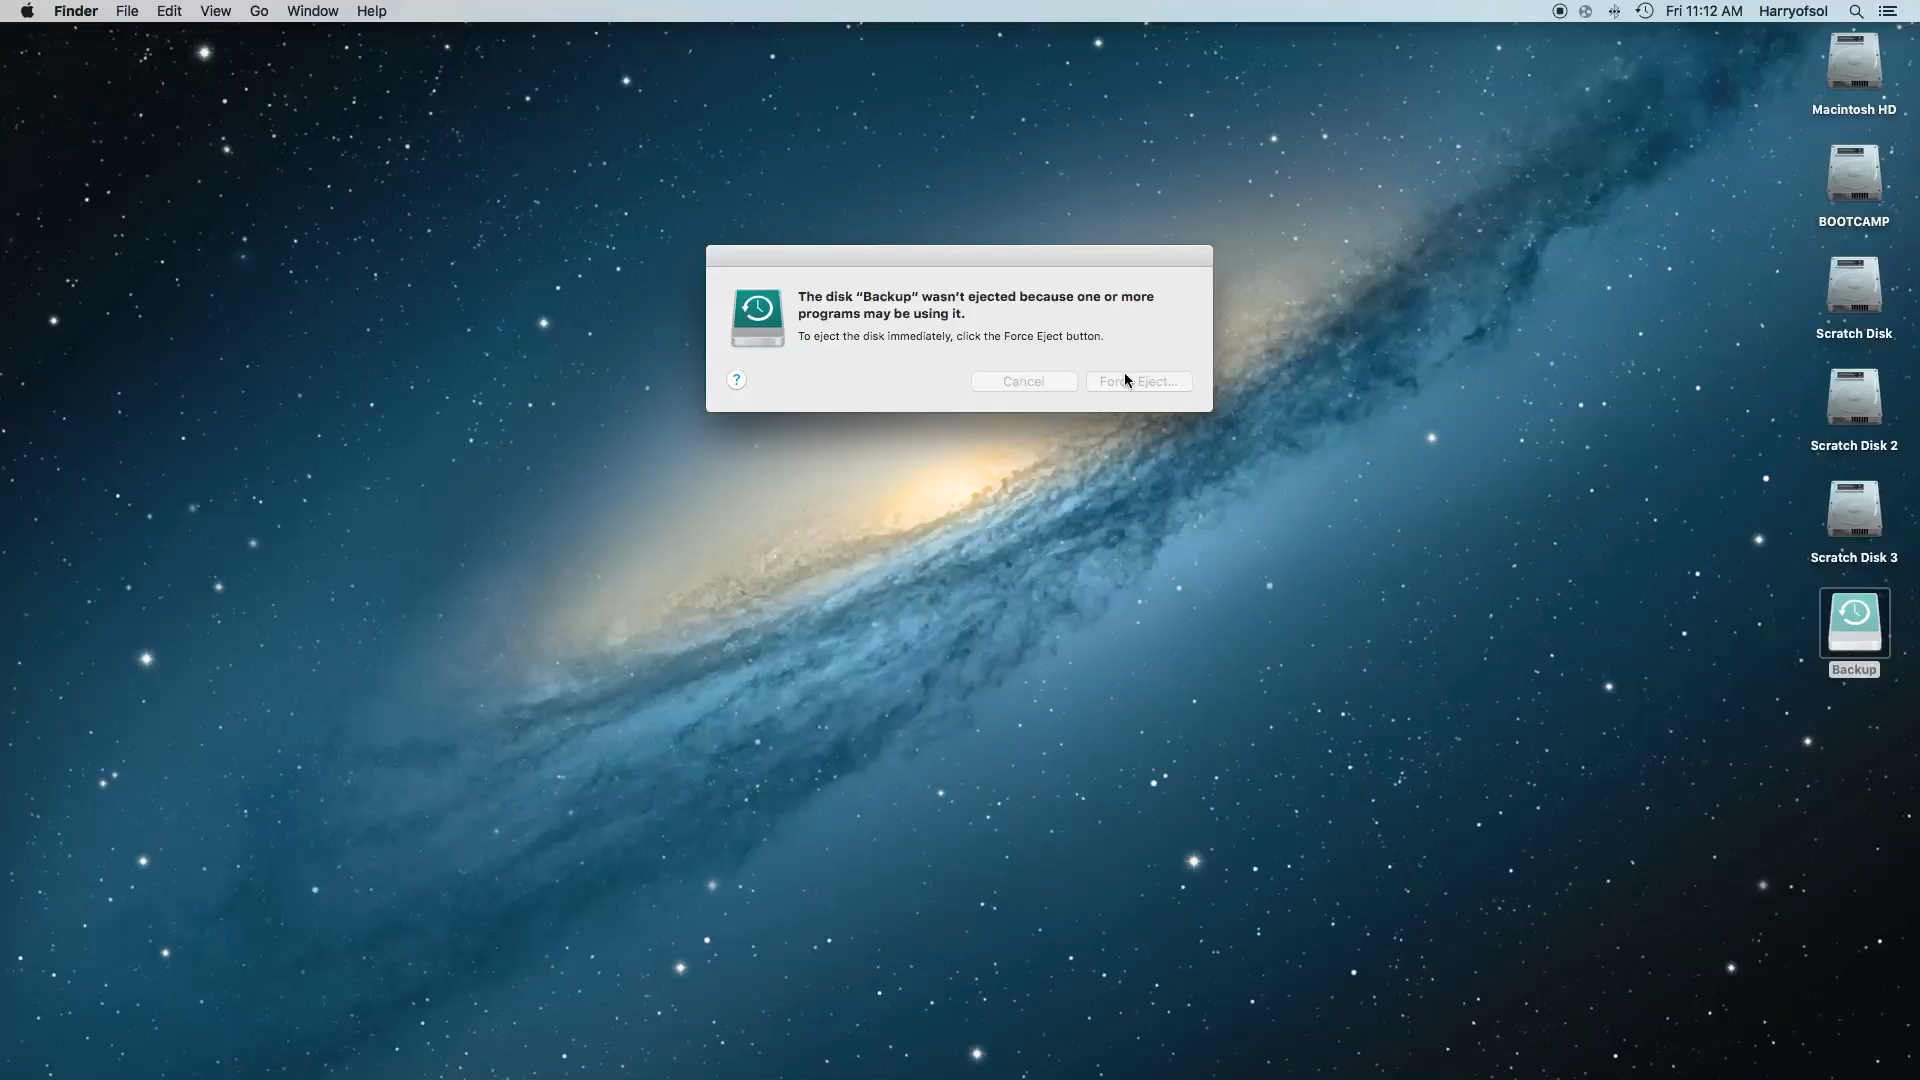 Finder File Edit View Go Window Help
Fri 11:12 AM Harryofsol
Macintosh HD
BOOTCAMP
The disk “Backup” wasn’t ejected because one or more
programs may be using it.
To eject the disk immediately, click the Force Eject button.
? Cancel Force Eject...
Scratch Disk
Scratch Disk 2
Scratch Disk 3
Backup